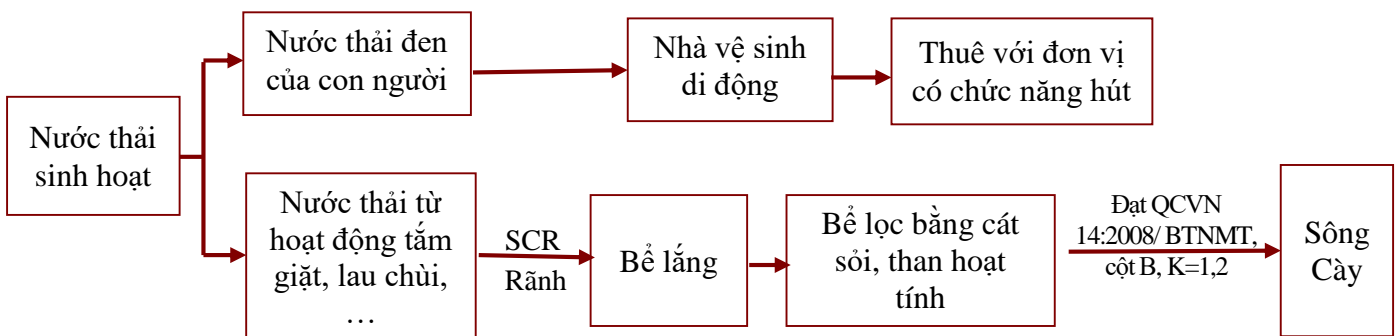 Nước thải
sinh hoạt
Nước thải đen
của con người
Nhà vệ sinh
di động
Thuê với đơn vị
có chức năng hút
Nước thải từ
hoạt động tắm
giặt, lau chùi,
…
SCR
Rãnh
Bể lắng
Bể lọc bằng cát
sỏi, than hoạt
tính
Đạt QCVN
14:2008/ BTNMT,
cột B, K=1,2
Sông
Cày